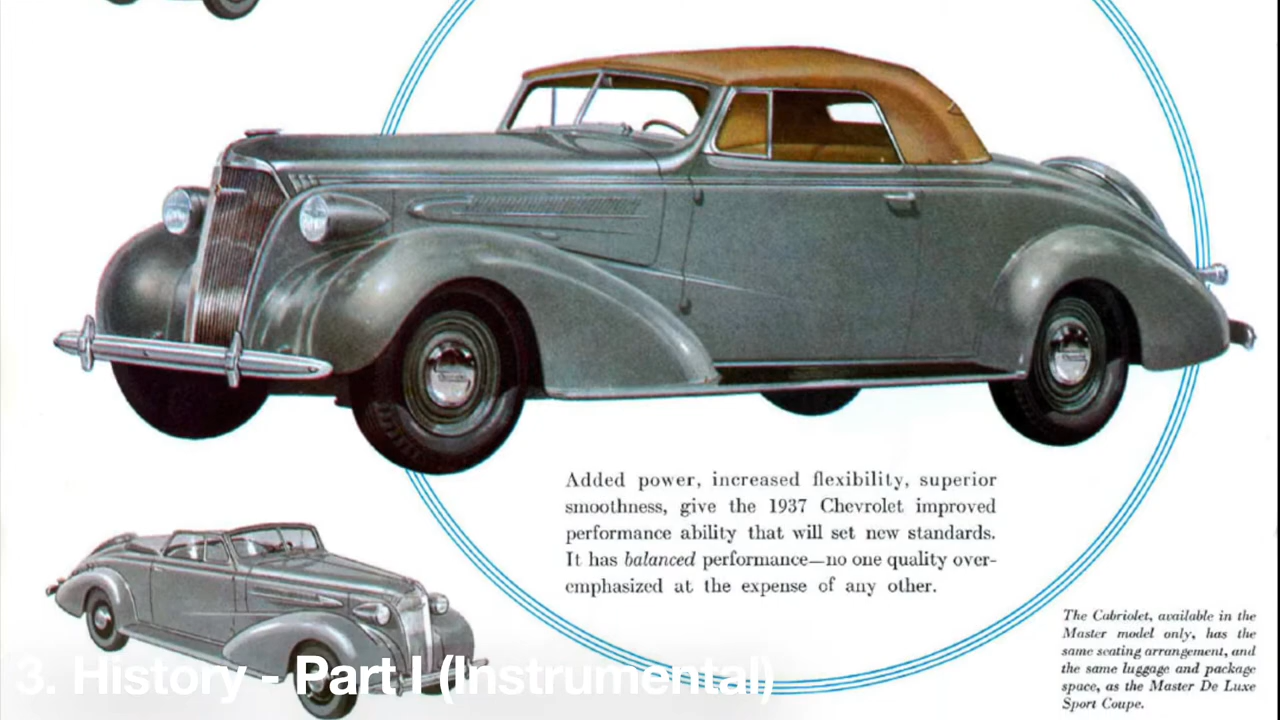 Added power, increased flexibility, superior
smoothness, give the 1937 Chevrolet improved
performance ability that will set new standards.
It has balanced performance—no one quality over-
emphasized at the expense of any other.
The Cabriolet, available in the
Master model only, has the
same seating arrangement, and
the same luggage and package
space, as the Master De Luxe
Sport Coupe.
3. History - Part I (Instrumental)